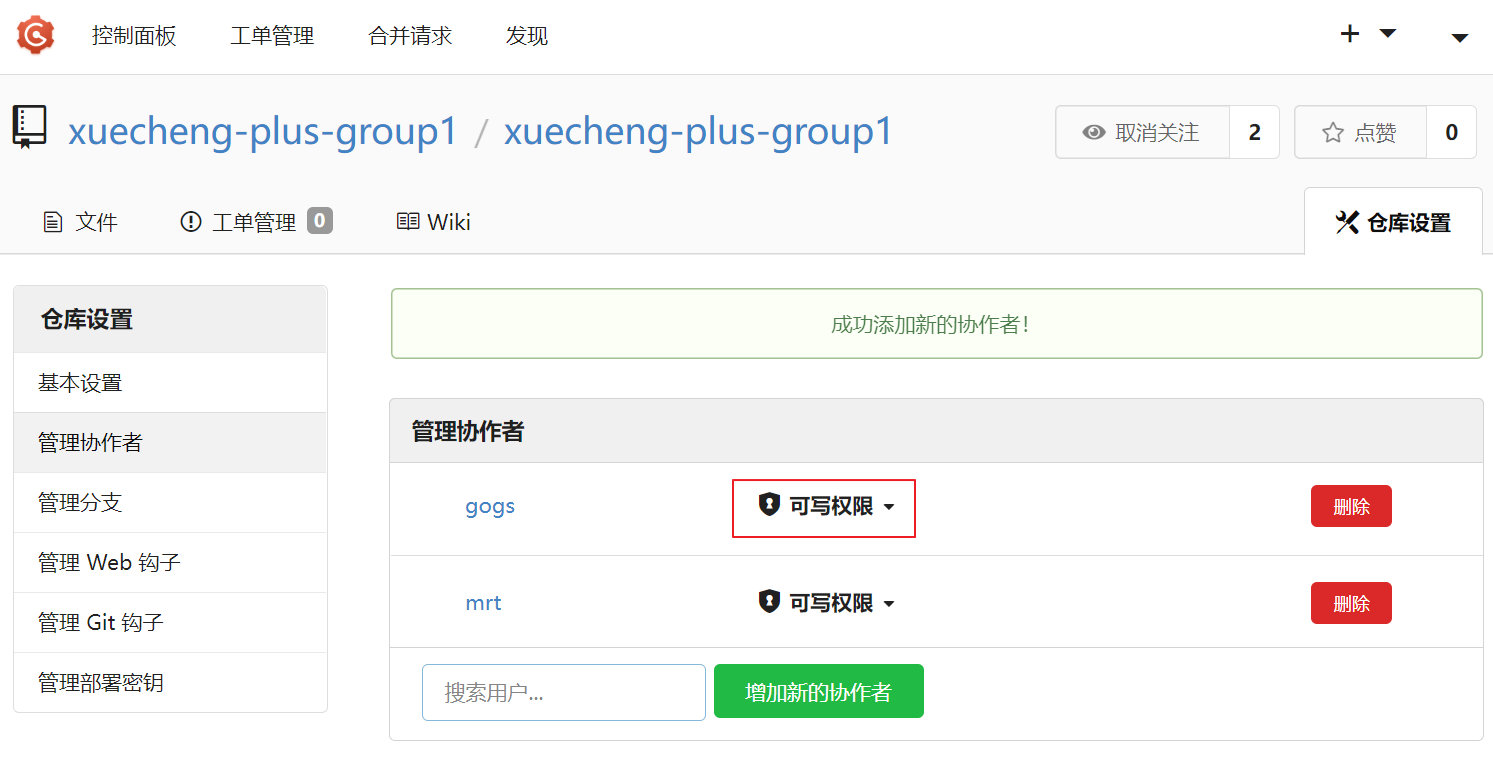 控制面板 工单管理 合并请求 发现
xuecheng-plus-group1 / xuecheng-plus-group1
取消关注 2 点赞 0
文件 工单管理 0 Wiki 仓库设置
仓库设置
基本设置
管理协作者
管理分支
管理 Web 钩子
管理 Git 钩子
管理部署密钥
成功添加新的协作者！
管理协作者
gogs 可写权限 删除
mrt 可写权限 删除
搜索用户... 增加新的协作者